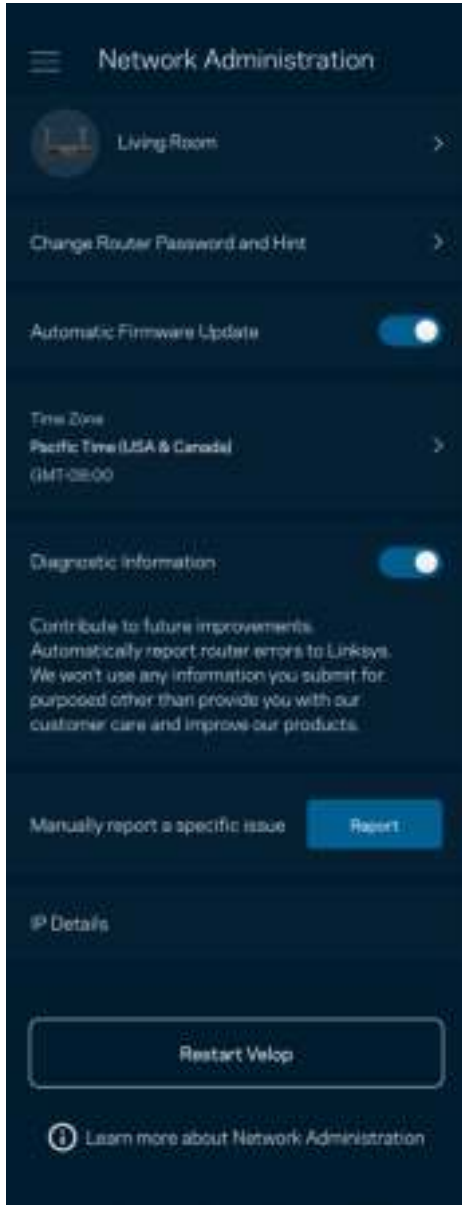 Network Administration
Living Room
Change Router Password and Hint
Automatic Firmware Update
Time Zone
Pacific Time (USA & Canada)
GMT-08:00
Diagnostic Information
Contribute to future improvements.
Automatically report router errors to Linksys.
We won't use any information you submit for
purposed other than provide you with our
customer care and improve our products.
Manually report a specific issue
Report
IP Details
Restart Velop
Learn more about Network Administration